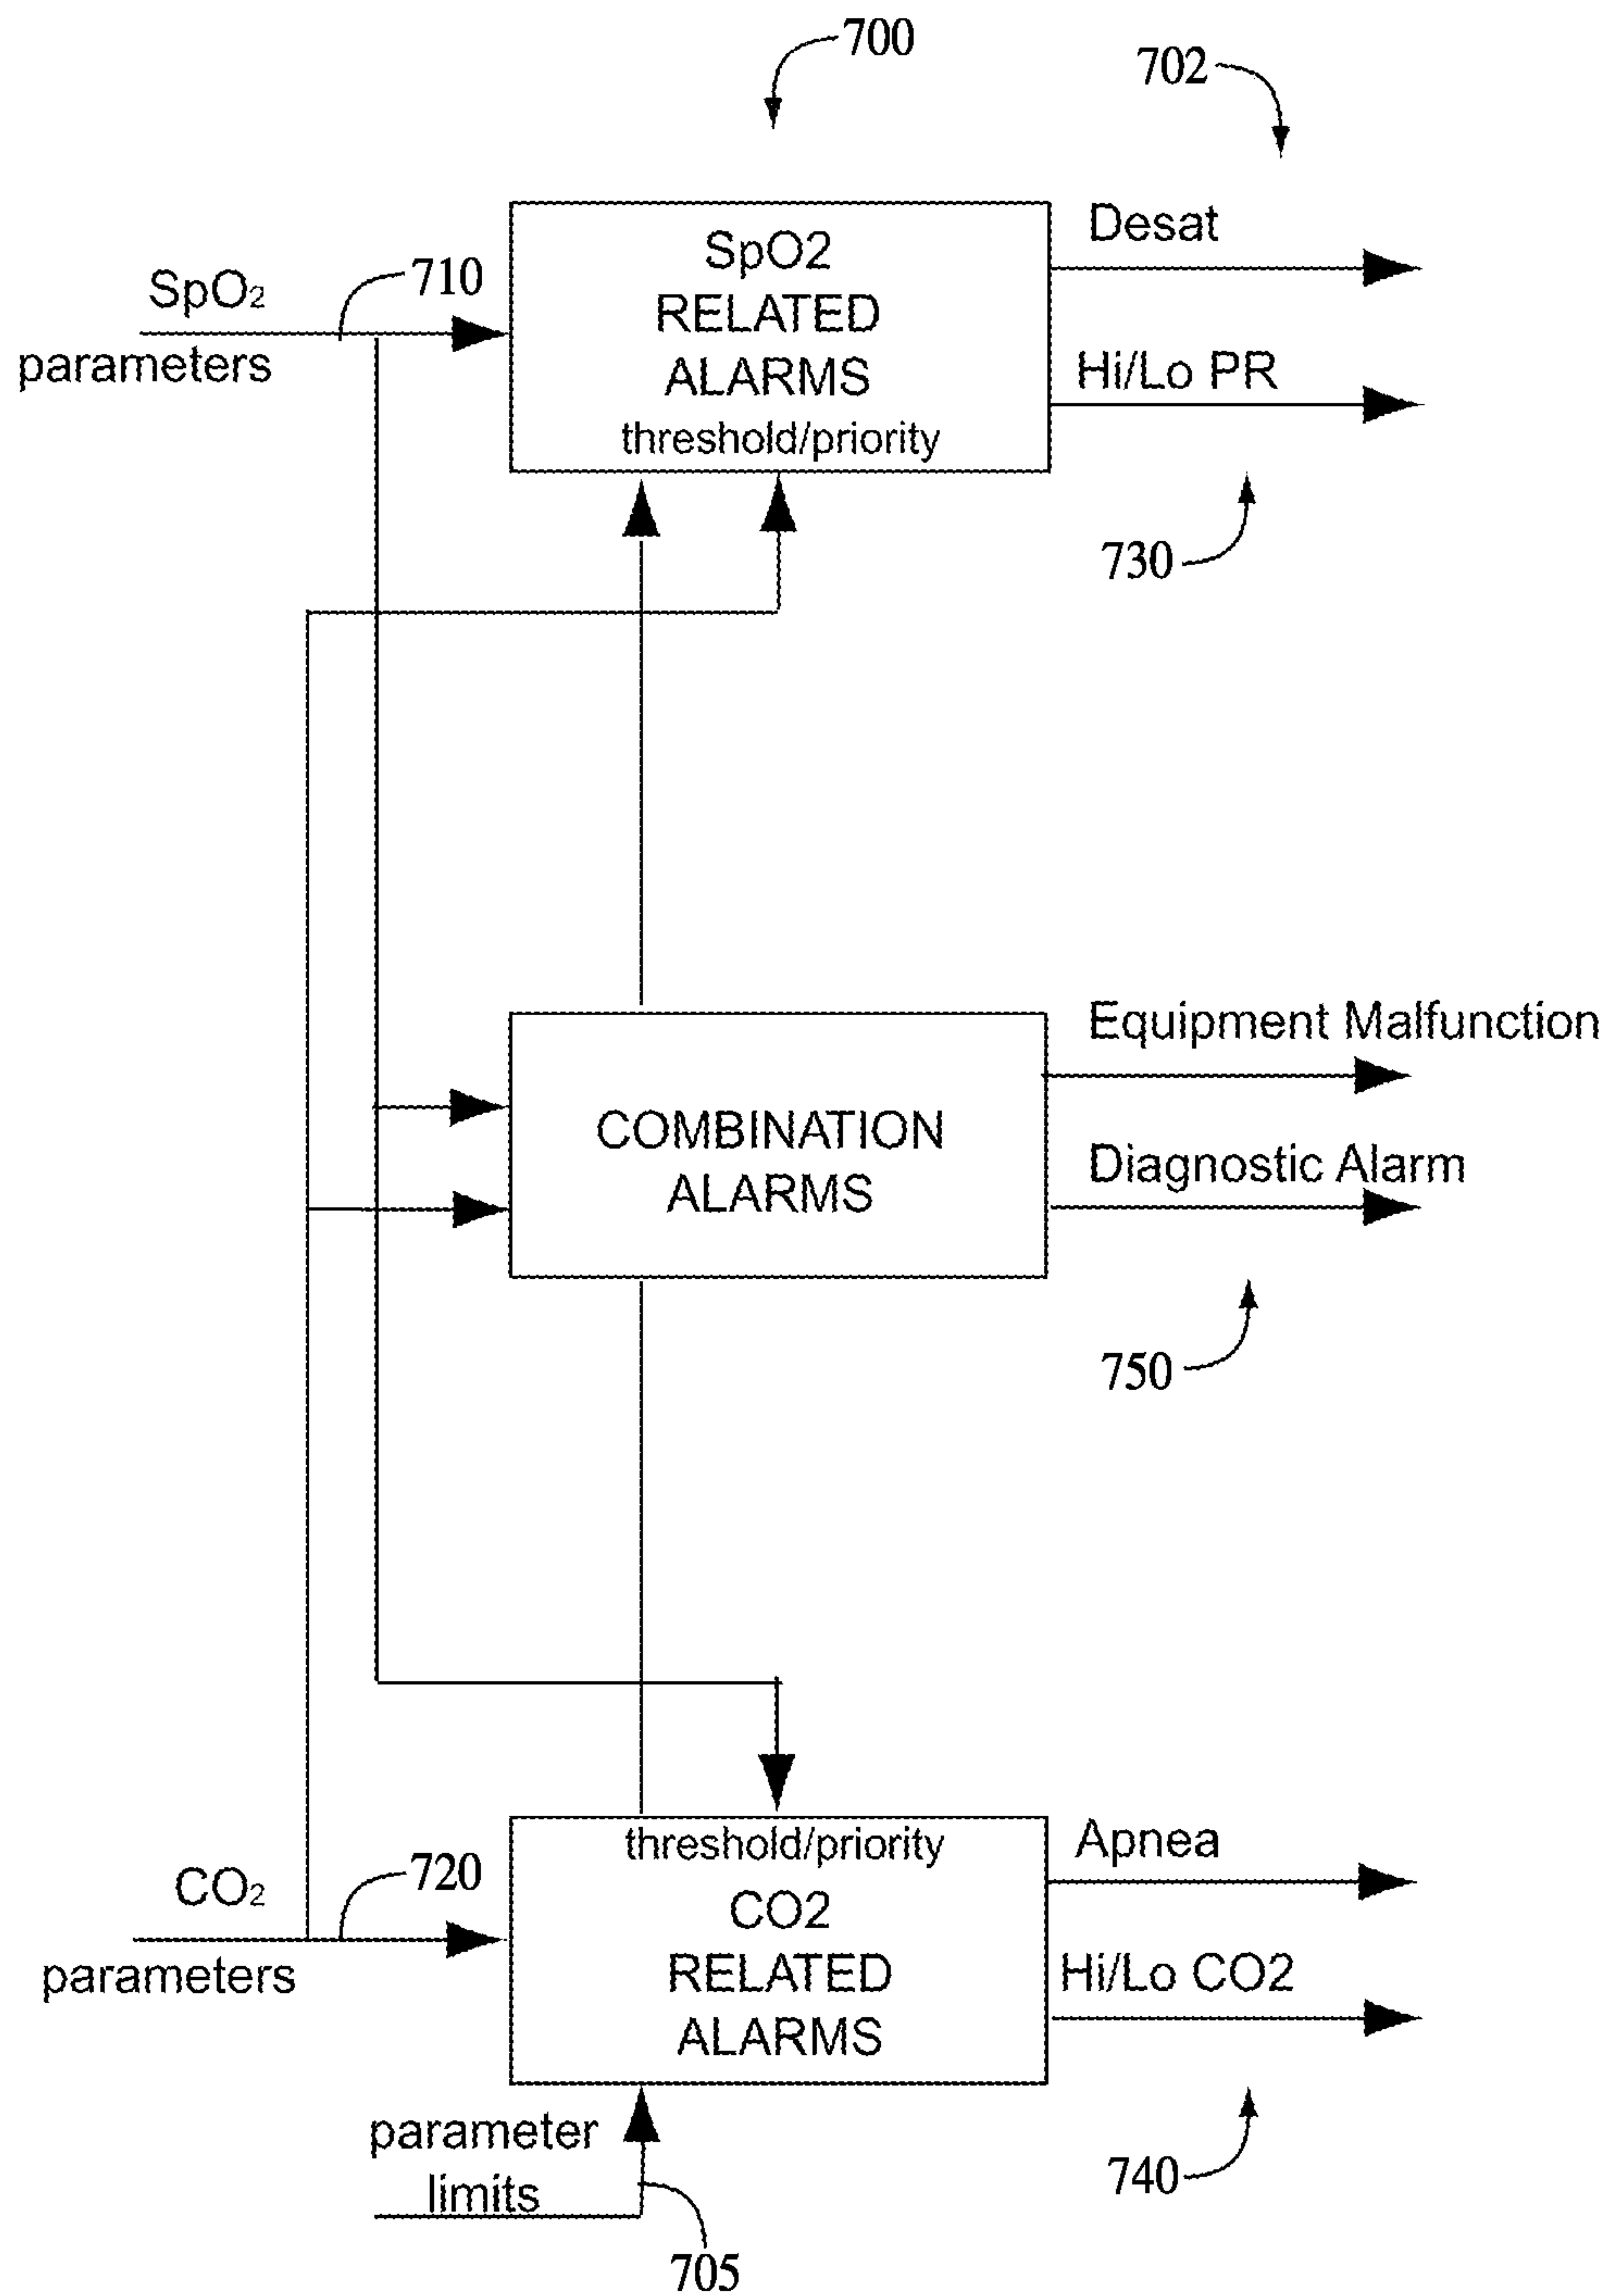 700
702
SpO2
RELATED
ALARMS
threshold/priority
Desat
Hi/Lo PR
SpO₂
710
parameters
730
COMBINATION
ALARMS
Equipment Malfunction
Diagnostic Alarm
750
CO₂
720
parameters
threshold/priority
CO2
RELATED
ALARMS
Apnea
Hi/Lo CO2
parameter
limits
705
740